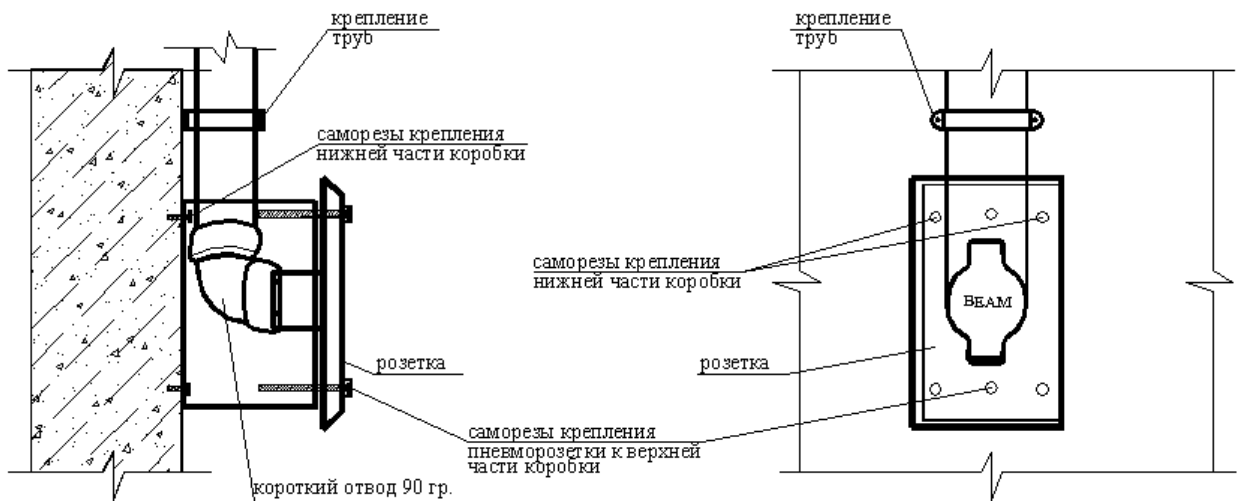 крепление
труб
саморезы крепления
нижней части коробки
розетка
саморезы крепления
пневморозетки к верхней
части коробки
короткий отвод 90 гр.
крепление
труб
саморезы крепления
нижней части коробки
BEAM
розетка